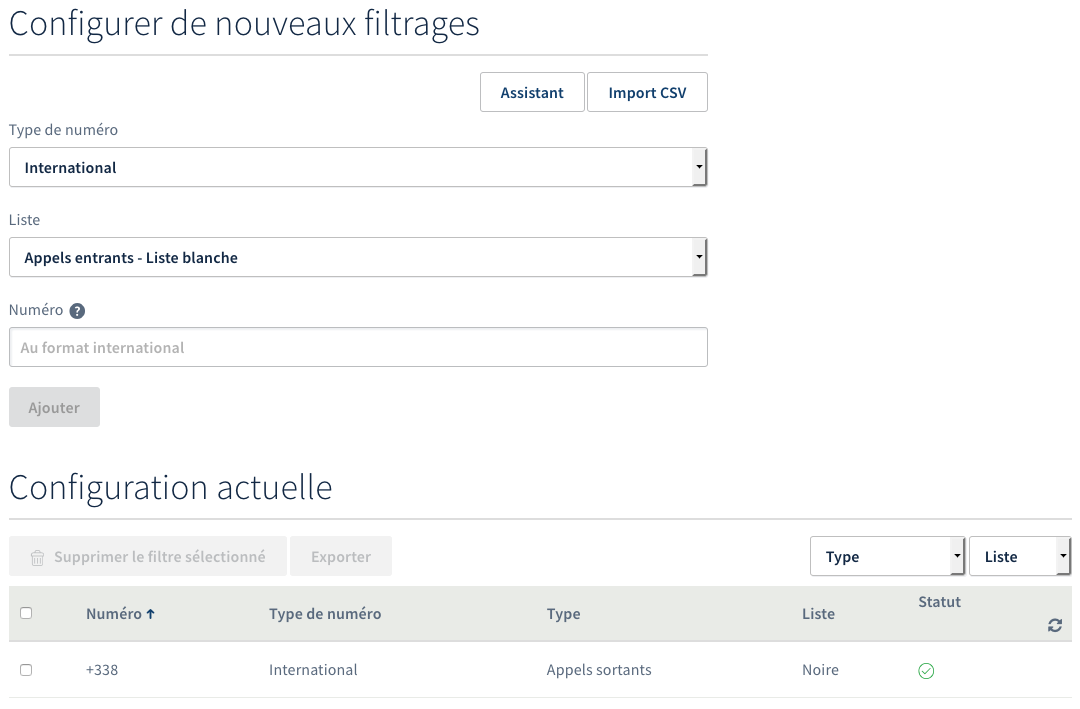 Configurer de nouveaux filtrages
Assistant Import CSV
Type de numéro
International
Liste
Appels entrants - Liste blanche
Numéro ?
Au format international
Ajouter
Configuration actuelle
Supprimer le filtre sélectionné Exporter Type Liste
Numéro Type de numéro Type Liste Statut
+338 International Appels sortants Noire